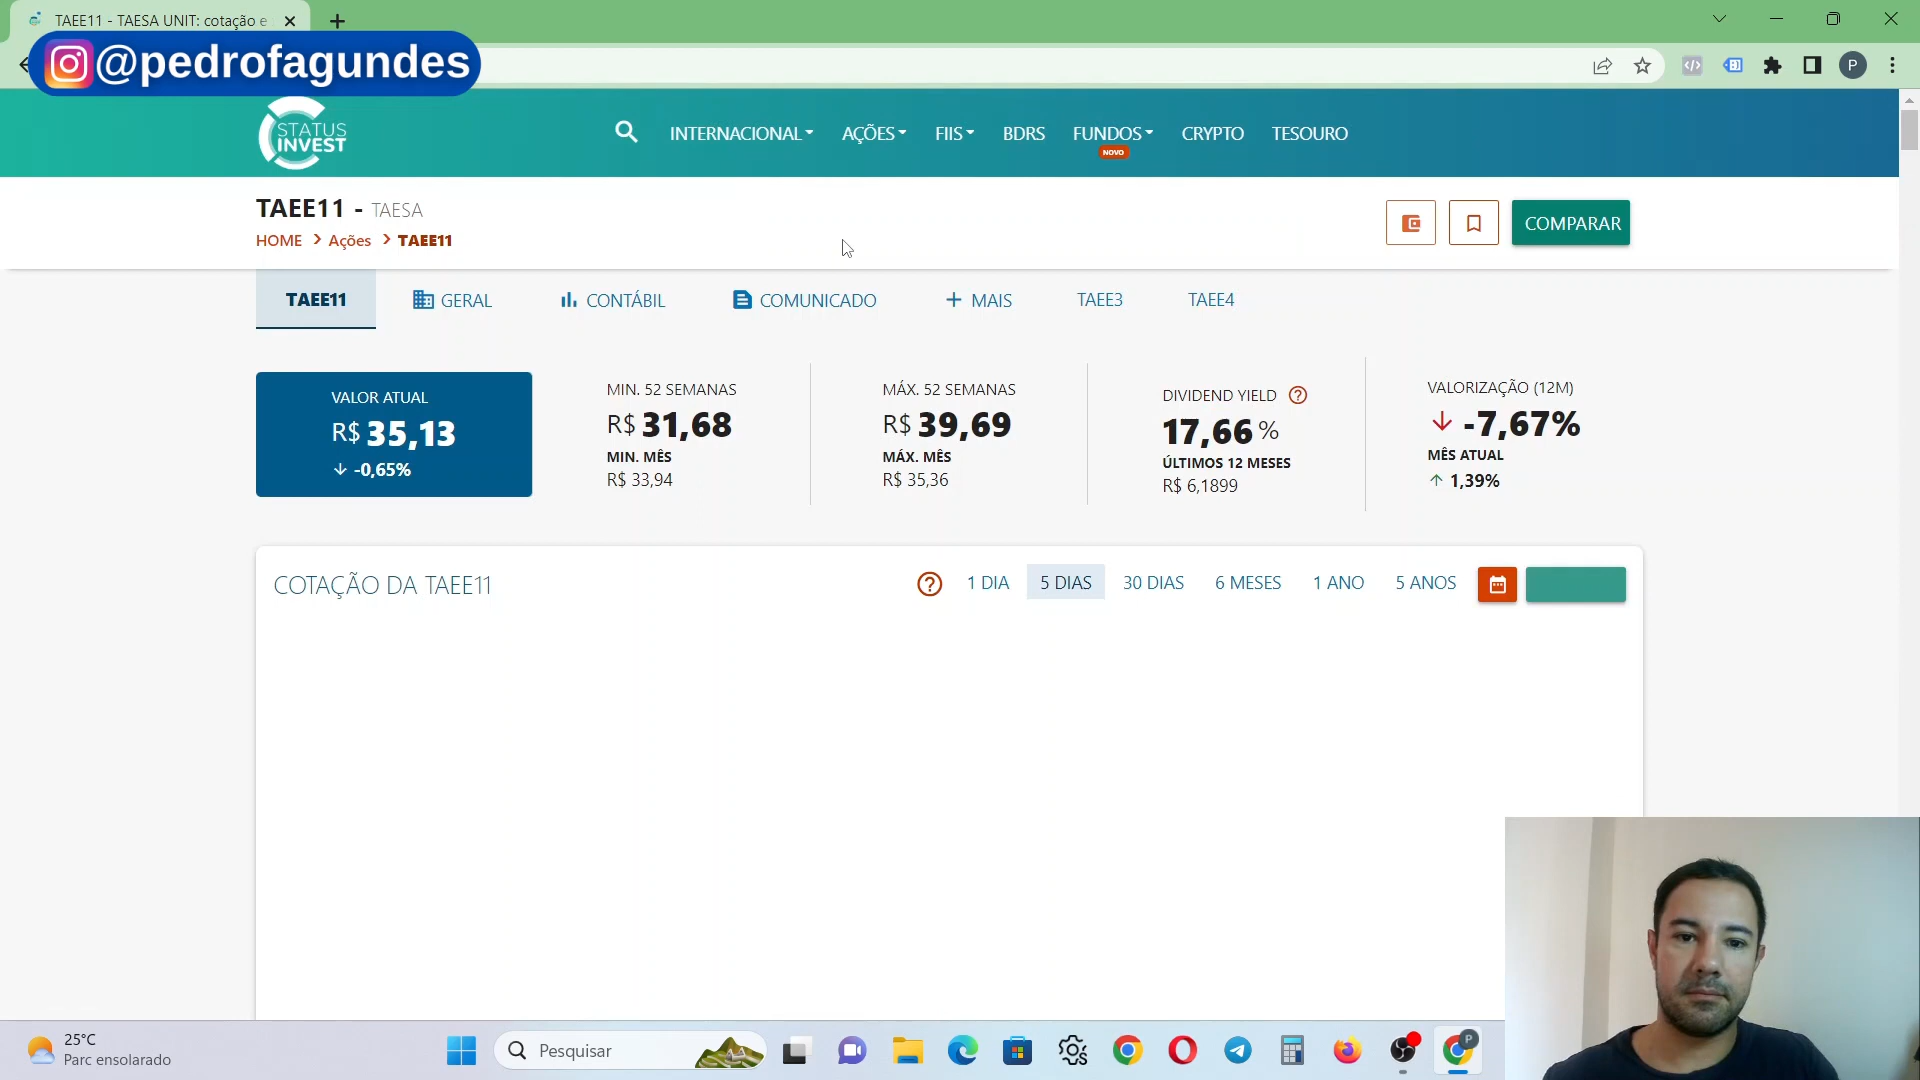 TAEE11 - TAESA UNIT: cotação e
@pedrofagundes
P
STATUS
INVEST
INTERNACIONAL
AÇÕES
FIIS
BDRS
FUNDOS
NOVO
CRYPTO
TESOURO
TAEE11 - TAESA
HOME > Ações > TAEE11
COMPARAR
TAEE11
GERAL
CONTÁBIL
COMUNICADO
+ MAIS
TAEE3
TAEE4
VALOR ATUAL
R$ 35,13
-0,65%
MIN. 52 SEMANAS
R$ 31,68
MIN. MÊS
R$ 33,94
MÁX. 52 SEMANAS
R$ 39,69
MÁX. MÊS
R$ 35,36
DIVIDEND YIELD ?
17,66 %
ÚLTIMOS 12 MESES
R$ 6,1899
VALORIZAÇÃO (12M)
-7,67%
MÊS ATUAL
1,39%
COTAÇÃO DA TAEE11
?
1 DIA
5 DIAS
30 DIAS
6 MESES
1 ANO
5 ANOS
25°C
Parc ensolarado
Pesquisar
P